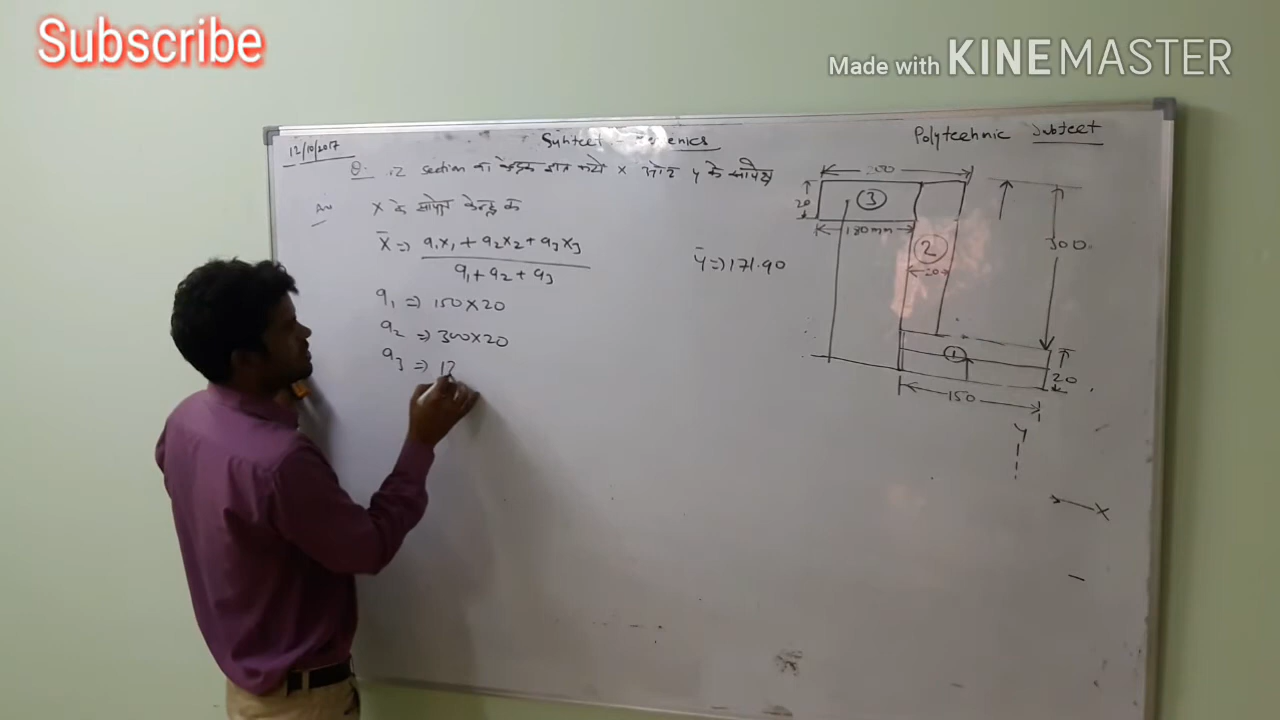 Subscribe
Made with KINEMASTER
12/10/2017
Polytechnic Subject
Q. :Z section का केन्द्रक ज्ञात करो X और Y के सापेक्ष
Ans X के सापेक्ष केन्द्रक
X̄ => a₁x₁ + a₂x₂ + a₃x₃
a₁ + a₂ + a₃
Ȳ => 171.90
a₁ => 150 × 20
a₂ => 300 × 20
a₃ =>
200
20
3
180mm
2
20
300
1
20
150
Y
X